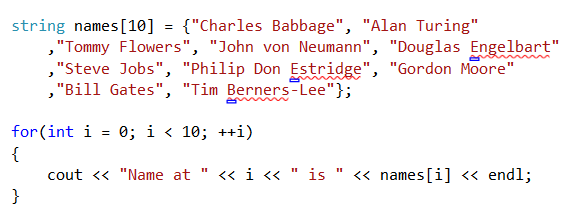 string names[10] = {"Charles Babbage", "Alan Turing"
,"Tommy Flowers", "John von Neumann", "Douglas Engelbart"
,"Steve Jobs", "Philip Don Estridge", "Gordon Moore"
,"Bill Gates", "Tim Berners-Lee"};
for(int i = 0; i < 10; ++i)
{
cout << "Name at " << i << " is " << names[i] << endl;
}